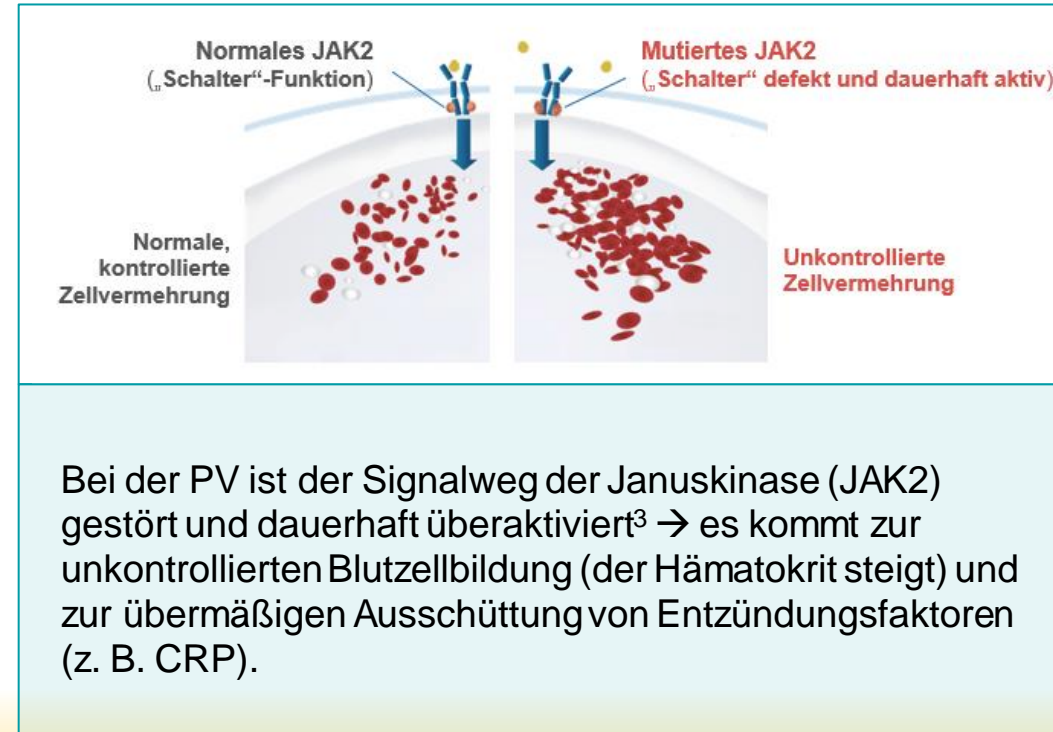 Normales JAK2
(„Schalter“-Funktion)
Mutiertes JAK2
(„Schalter“ defekt und dauerhaft aktiv)
Normale,
kontrollierte
Zellvermehrung
Unkontrollierte
Zellvermehrung
Bei der PV ist der Signalweg der Januskinase (JAK2)
gestört und dauerhaft überaktiviert³ → es kommt zur
unkontrollierten Blutzellbildung (der Hämatokrit steigt) und
zur übermäßigen Ausschüttung von Entzündungsfaktoren
(z. B. CRP).